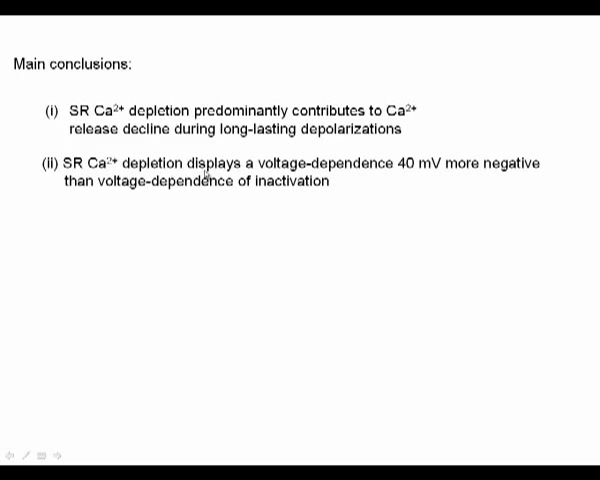 Main conclusions:
(i) SR Ca²⁺ depletion predominantly contributes to Ca²⁺
release decline during long-lasting depolarizations
(ii) SR Ca²⁺ depletion displays a voltage-dependence 40 mV more negative
than voltage-dependence of inactivation